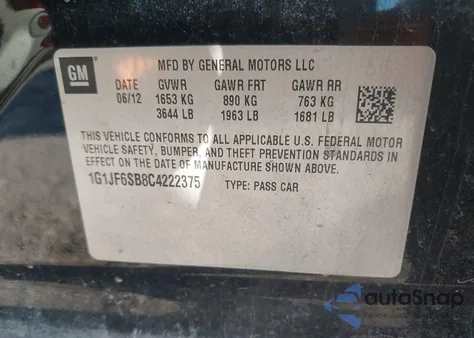 GM
MFD BY GENERAL MOTORS LLC
DATE GVWR GAWR FRT GAWR RR
06/12 1653 KG 890 KG 763 KG
3644 LB 1963 LB 1681 LB
THIS VEHICLE CONFORMS TO ALL APPLICABLE U.S. FEDERAL MOTOR
VEHICLE SAFETY, BUMPER, AND THEFT PREVENTION STANDARDS IN
EFFECT ON THE DATE OF MANUFACTURE SHOWN ABOVE.
1G1JF6SB8C4222375 TYPE: PASS CAR
autoSnap